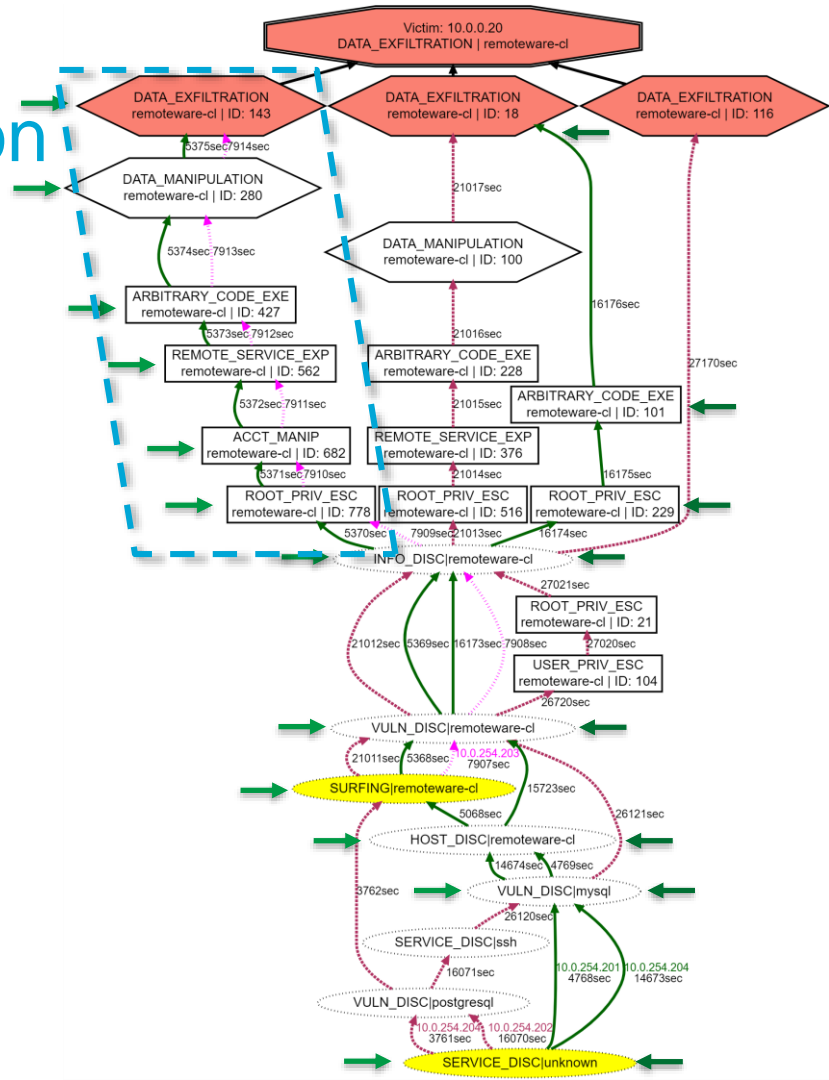 Victim: 10.0.0.20
DATA_EXFILTRATION | remoteware-cl
on
DATA_EXFILTRATION
remoteware-cl | ID: 143
DATA_EXFILTRATION
remoteware-cl | ID: 18
DATA_EXFILTRATION
remoteware-cl | ID: 116
5375sec
7914sec
DATA_MANIPULATION
remoteware-cl | ID: 280
21017sec
DATA_MANIPULATION
remoteware-cl | ID: 100
5374sec
7913sec
16176sec
27170sec
ARBITRARY_CODE_EXE
remoteware-cl | ID: 427
21016sec
5373sec
7912sec
REMOTE_SERVICE_EXP
remoteware-cl | ID: 562
ARBITRARY_CODE_EXE
remoteware-cl | ID: 228
ARBITRARY_CODE_EXE
remoteware-cl | ID: 101
5372sec
7911sec
21015sec
ACCT_MANIP
remoteware-cl | ID: 682
REMOTE_SERVICE_EXP
remoteware-cl | ID: 376
5371sec
7910sec
21014sec
16175sec
ROOT_PRIV_ESC
remoteware-cl | ID: 778
ROOT_PRIV_ESC
remoteware-cl | ID: 516
ROOT_PRIV_ESC
remoteware-cl | ID: 229
5370sec
7909sec
21013sec
16174sec
INFO_DISC|remoteware-cl
27021sec
ROOT_PRIV_ESC
remoteware-cl | ID: 21
21012sec
5369sec
16173sec
7908sec
27020sec
USER_PRIV_ESC
remoteware-cl | ID: 104
26720sec
VULN_DISC|remoteware-cl
21011sec
5368sec
10.0.254.203
7907sec
SURFING|remoteware-cl
15723sec
26121sec
5068sec
HOST_DISC|remoteware-cl
14674sec
4769sec
3762sec
VULN_DISC|mysql
26120sec
SERVICE_DISC|ssh
16071sec
10.0.254.201
4768sec
10.0.254.204
14673sec
VULN_DISC|postgresql
10.0.254.204
3761sec
10.0.254.202
16070sec
SERVICE_DISC|unknown